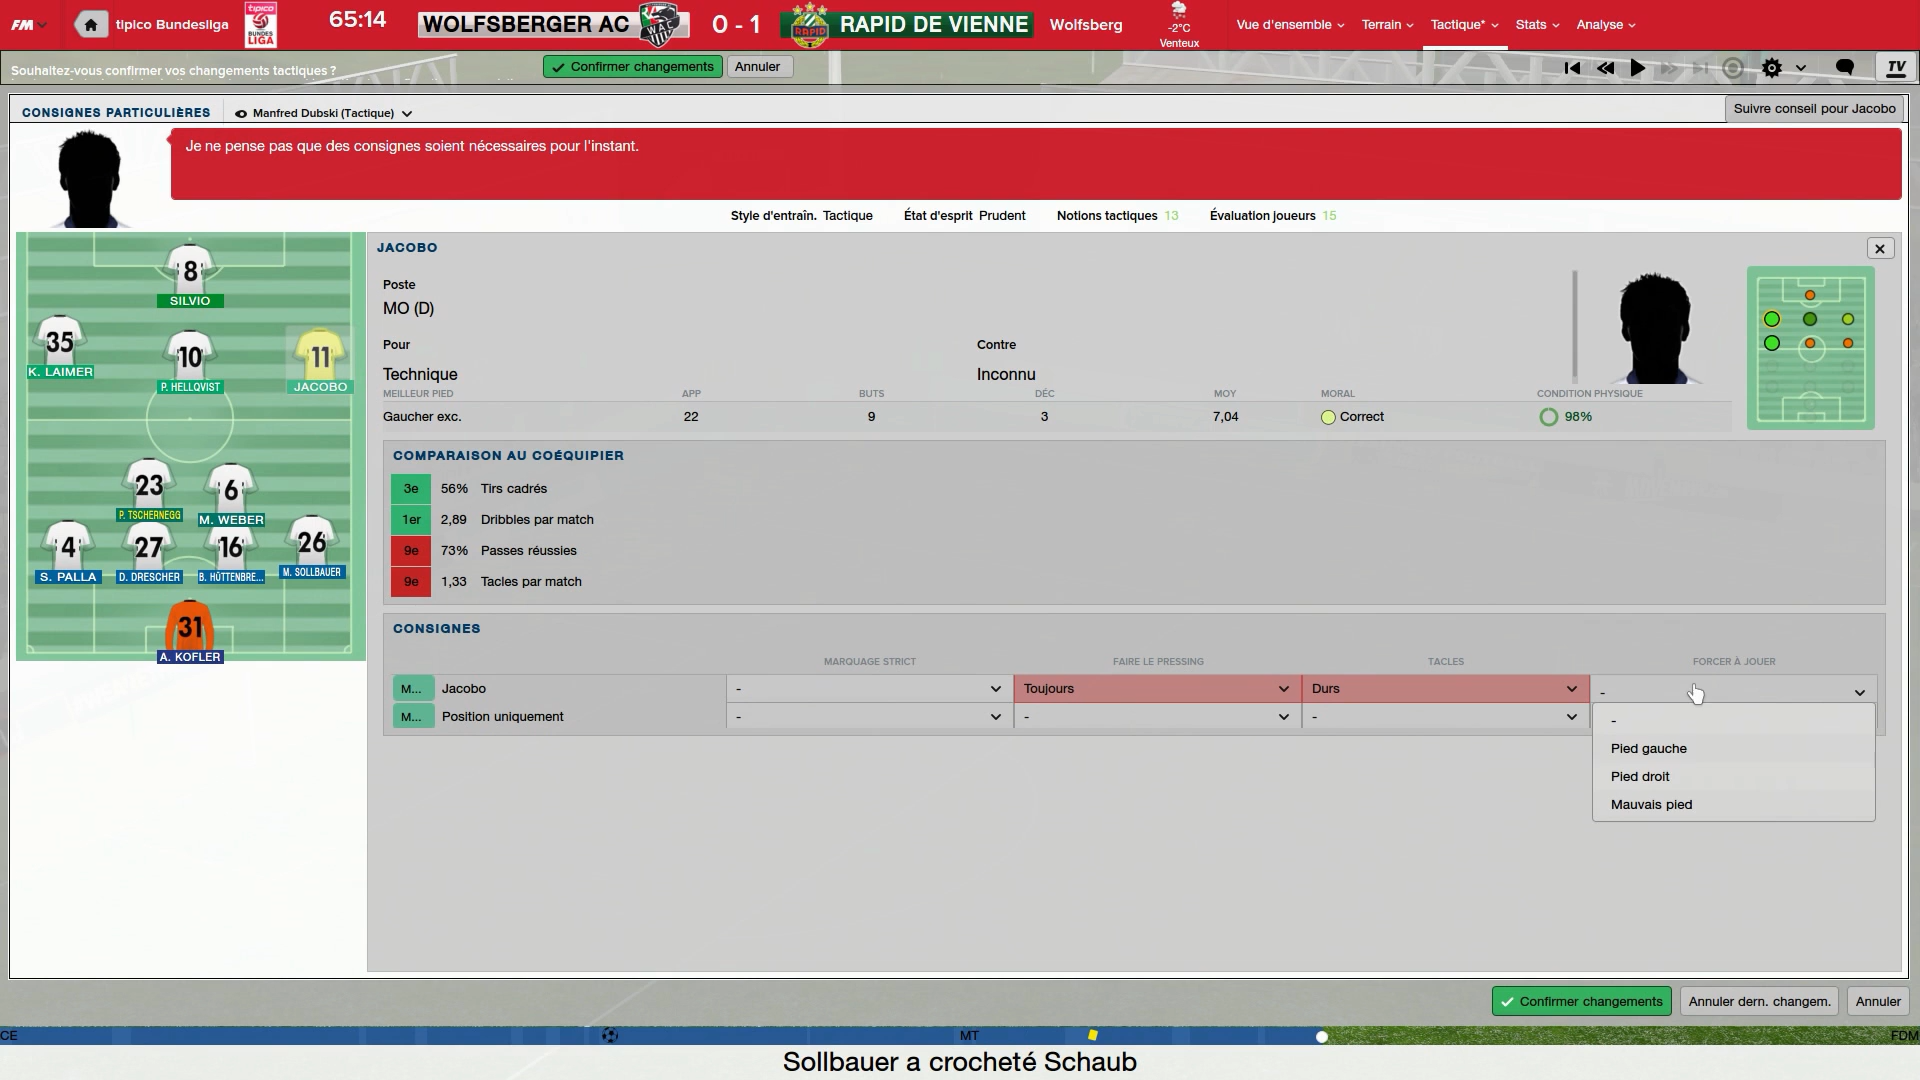 FM
tipico Bundesliga
tipico
BUNDES
LIGA
65:14
WOLFSBERGER AC
WAC
0 - 1
RAPID
RAPID DE VIENNE
Wolfsberg
-2°C
Venteux
Vue d'ensemble
Terrain
Tactique*
Stats
Analyse
Souhaitez-vous confirmer vos changements tactiques ?
Confirmer changements
Annuler
TV
CONSIGNES PARTICULIÈRES
Manfred Dubski (Tactique)
Suivre conseil pour Jacobo
Je ne pense pas que des consignes soient nécessaires pour l'instant.
Style d'entraîn. Tactique
État d'esprit Prudent
Notions tactiques 13
Évaluation joueurs 15
8
SILVIO
35
K. LAIMER
10
P. HELLQVIST
11
JACOBO
23
P. TSCHERNEGG
6
M. WEBER
4
S. PALLA
27
D. DRESCHER
16
B. HÜTTENBRE...
26
M. SOLLBAUER
31
A. KOFLER
JACOBO
Poste
MO (D)
Pour
Contre
Technique
Inconnu
MEILLEUR PIED APP BUTS DÉC MOY MORAL CONDITION PHYSIQUE
Gaucher exc. 22 9 3 7,04 Correct 98%
COMPARAISON AU COÉQUIPIER
3e 56% Tirs cadrés
1er 2,89 Dribbles par match
9e 73% Passes réussies
9e 1,33 Tacles par match
CONSIGNES
MARQUAGE STRICT FAIRE LE PRESSING TACLES FORCER À JOUER
M... Jacobo - Toujours Durs -
M... Position uniquement - - -
-
Pied gauche
Pied droit
Mauvais pied
Confirmer changements
Annuler dern. changem.
Annuler
CE
MT
FDM
Sollbauer a crocheté Schaub